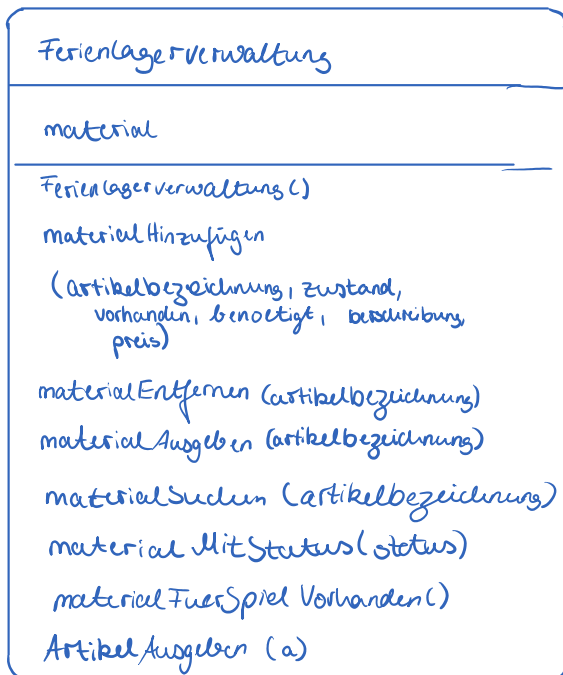 Ferienlagerverwaltung
material
Ferienlagerverwaltung()
materialHinzufügen
(artikelbezeichnung, zustand,
vorhanden, benoetigt, beschreibung,
preis)
materialEntfernen (artikelbezeichnung)
materialAusgeben (artikelbezeichnung)
materialSuchen (artikelbezeichnung)
materialMitStatus(status)
materialFuerSpielVorhanden()
ArtikelAusgeben (a)